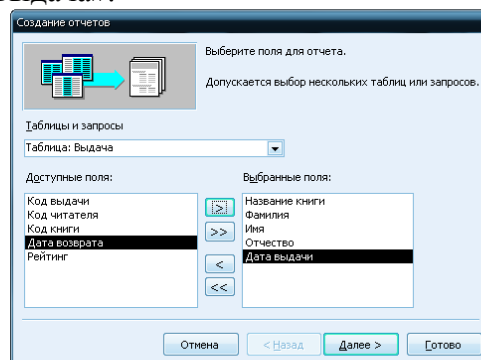 Создание отчетов
Выберите поля для отчета.
Допускается выбор нескольких таблиц или запросов.
Таблицы и запросы
Таблица: Выдача
Доступные поля:
Выбранные поля:
Код выдачи
Код читателя
Код книги
Дата возврата
Рейтинг
>
>>
<
<<
Название книги
Фамилия
Имя
Отчество
Дата выдачи
Отмена
< Назад
Далее >
Готово